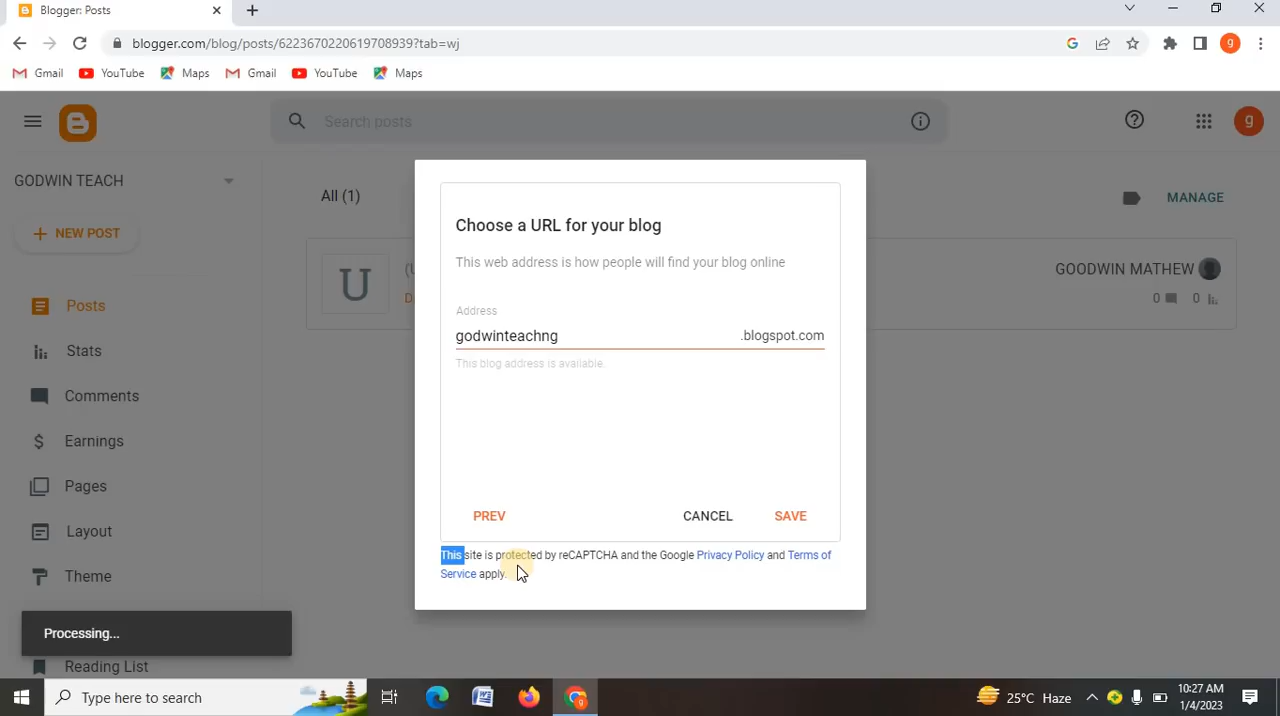 Blogger: Posts
blogger.com/blog/posts/6223670220619708939?tab=wj
Gmail YouTube Maps Gmail YouTube Maps
Search posts
GODWIN TEACH
All (1)
MANAGE
NEW POST
Choose a URL for your blog
This web address is how people will find your blog online
U
(U
D
GOODWIN MATHEW
0 0
Posts
Address
godwinteachng .blogspot.com
This blog address is available.
Stats
Comments
Earnings
Pages
Layout
Theme
PREV CANCEL SAVE
This site is protected by reCAPTCHA and the Google Privacy Policy and Terms of
Service apply.
Processing...
Reading List
Type here to search
25°C Haze
10:27 AM
1/4/2023